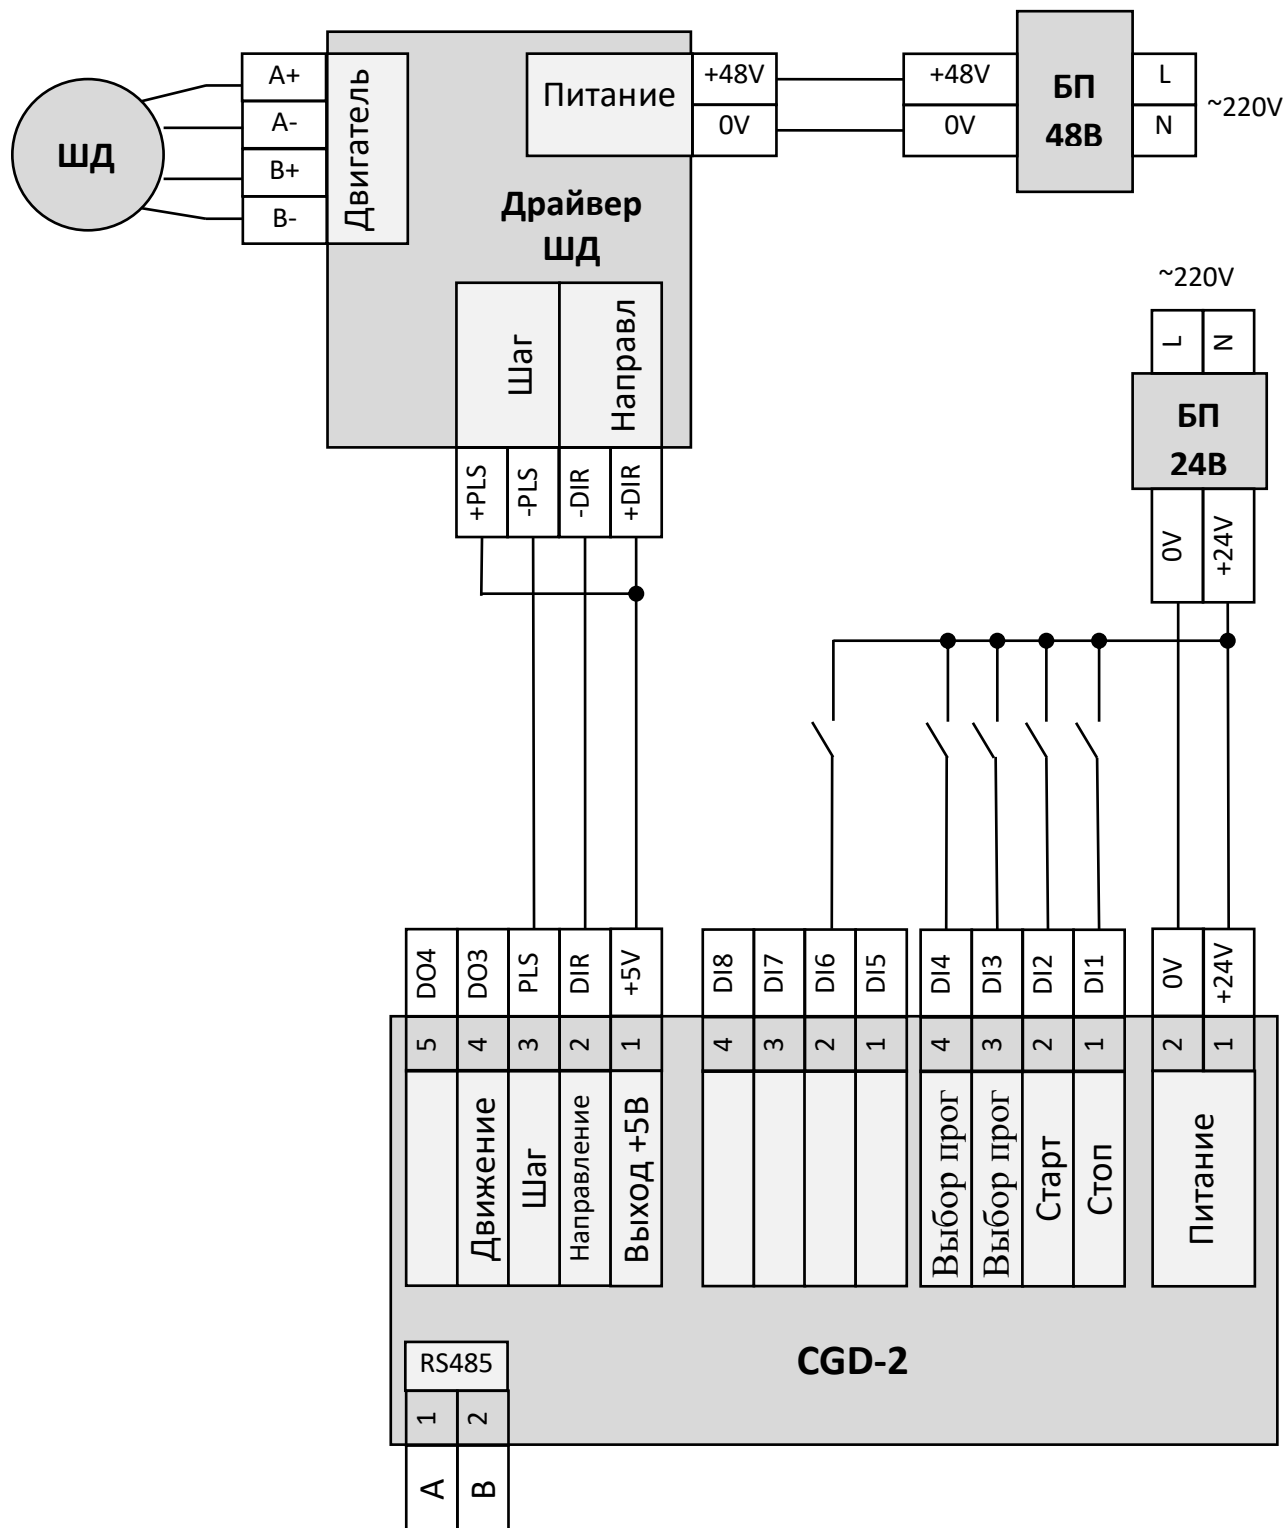 A+
A-
B+
B-
ШД
Двигатель
Питание
+48V
0V
+48V
0V
БП
48В
L
N
~220V
Драйвер
ШД
Шаг
Направл
+PLS
-PLS
-DIR
+DIR
~220V
L
N
БП
24В
0V
+24V
DO4
DO3
PLS
DIR
+5V
DI8
DI7
DI6
DI5
DI4
DI3
DI2
DI1
0V
+24V
5
4
3
2
1
4
3
2
1
4
3
2
1
2
1
Движение
Шаг
Направление
Выход +5В
Выбор прог
Выбор прог
Старт
Стоп
Питание
CGD-2
RS485
1
2
A
B